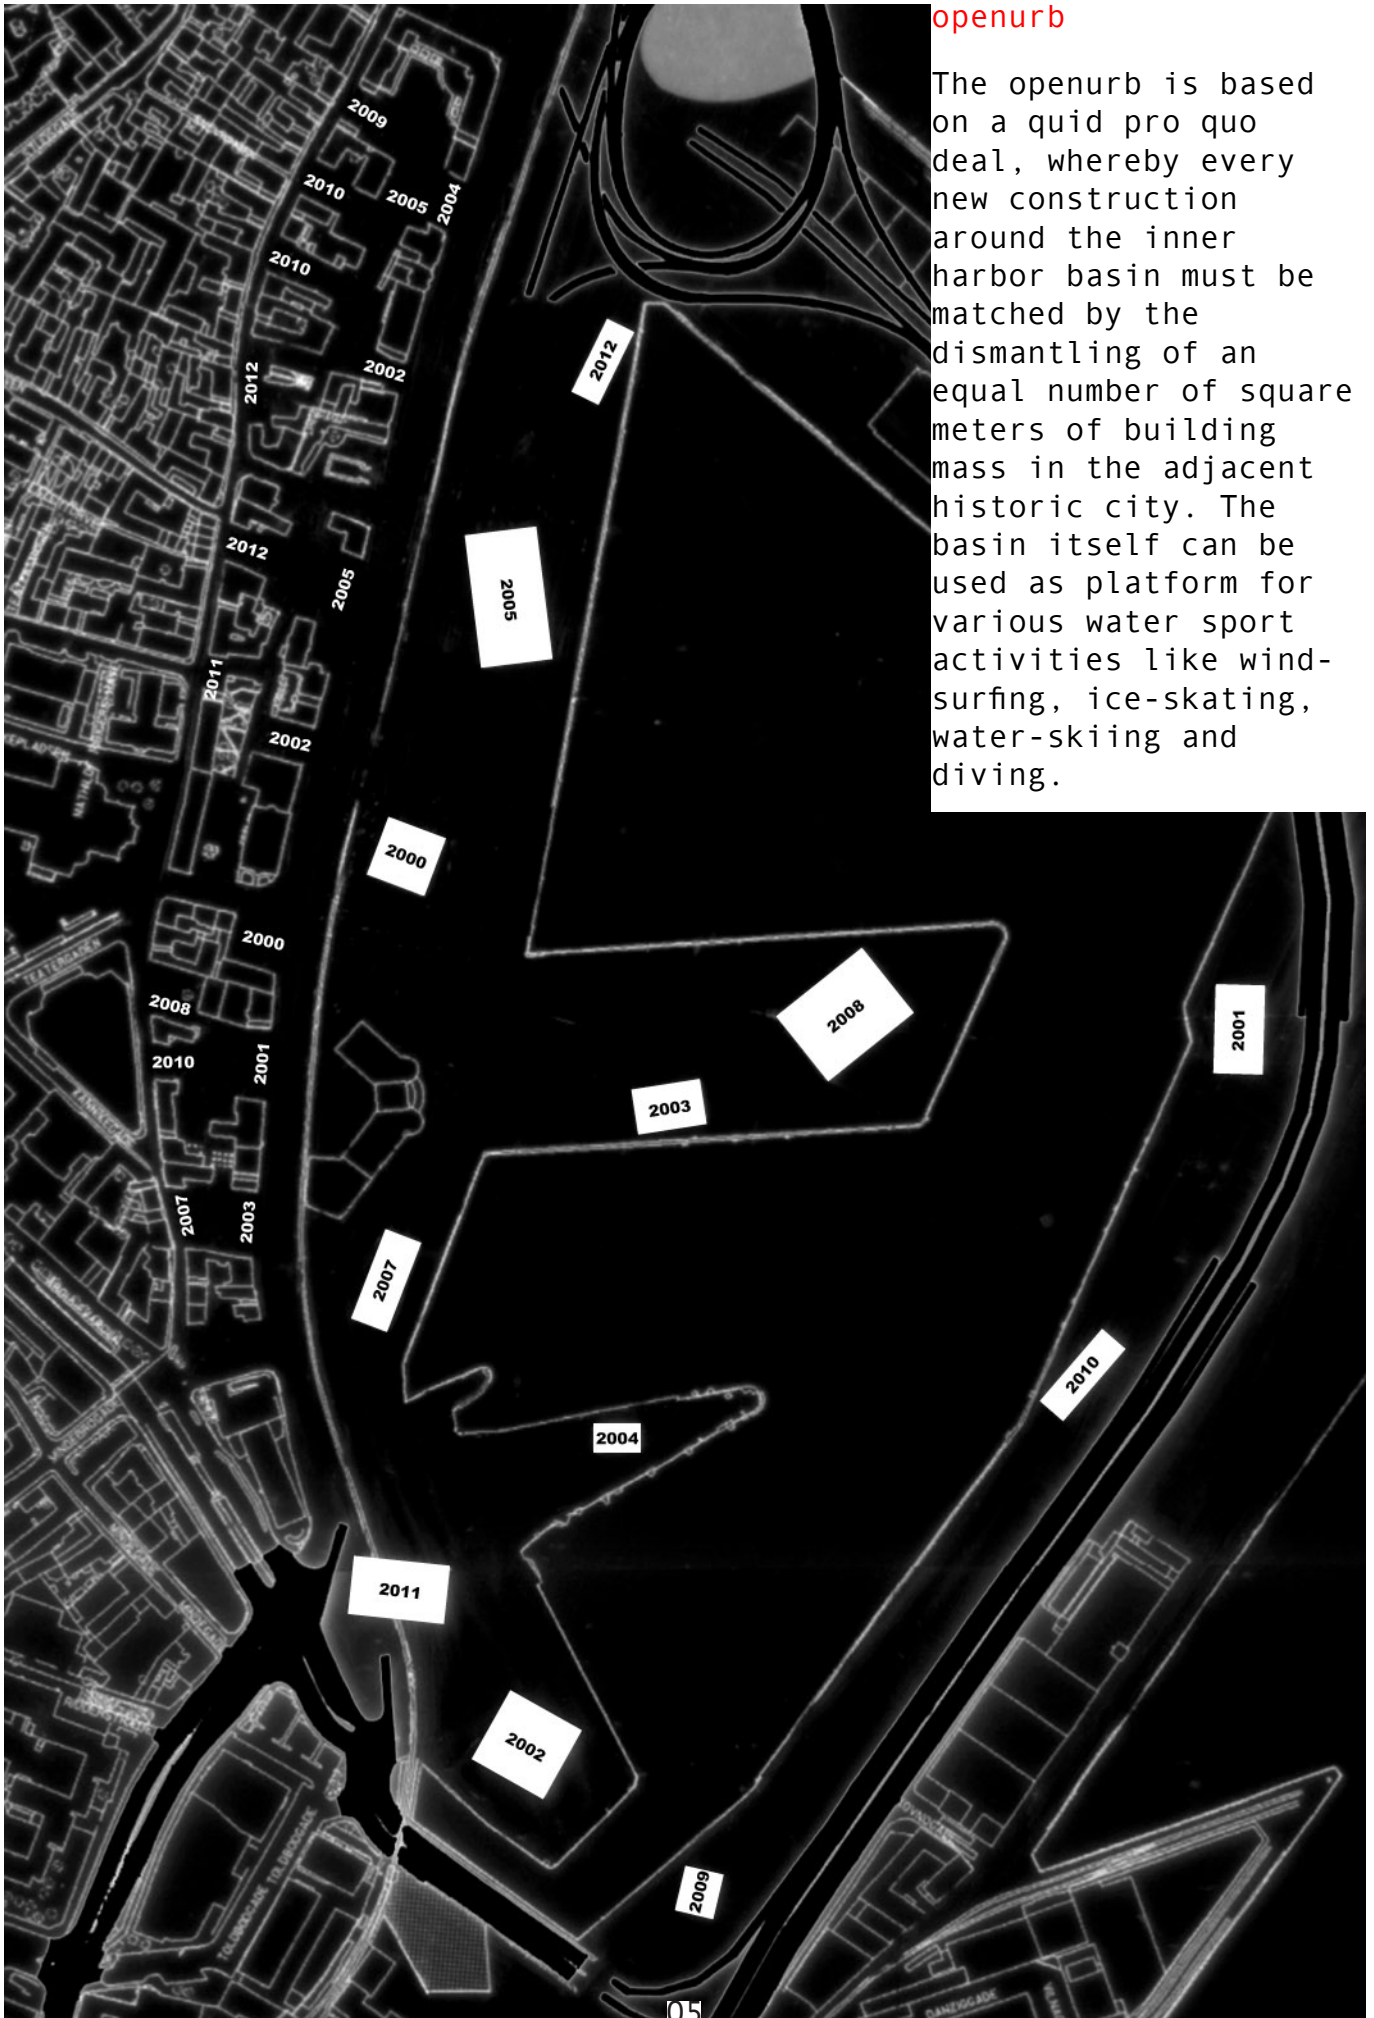 openurb
The openurb is based
on a quid pro quo
deal, whereby every
new construction
around the inner
harbor basin must be
matched by the
dismantling of an
equal number of square
meters of building
mass in the adjacent
historic city. The
basin itself can be
used as platform for
various water sport
activities like wind-
surfing, ice-skating,
water-skiing and
diving.
2009
2010
2005
2004
2010
2012
2002
2012
2005
2012
2005
2011
2002
2000
2000
TEATERGADEN
2008
2008
2001
2001
2010
2003
2007
2003
2007
2010
2004
2011
2002
2009
TOLDBODGADE
TOLDBODGADE
DANZIGGADE
05